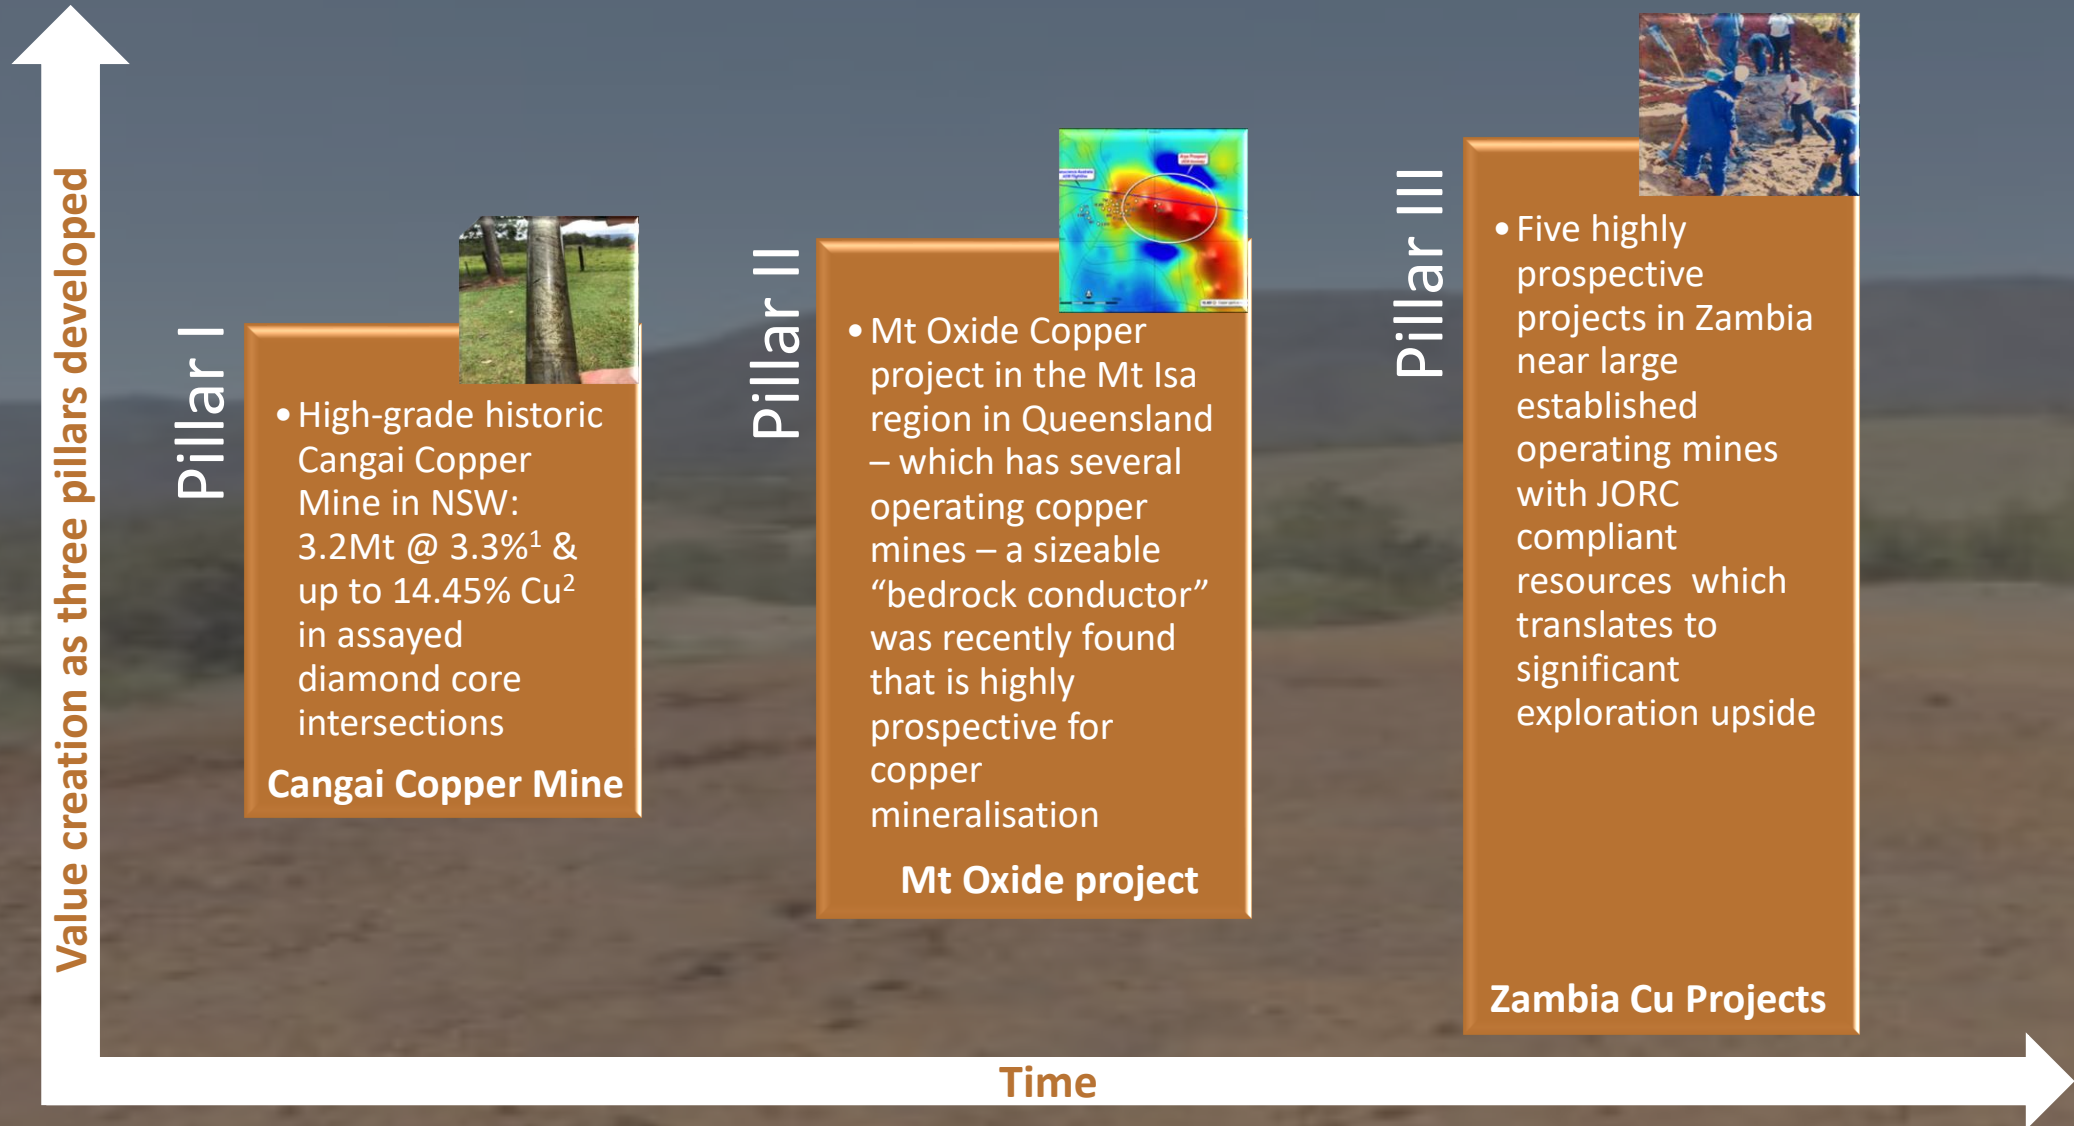 Value creation as three pillars developed
Pillar I
• High-grade historic
Cangai Copper
Mine in NSW:
3.2Mt @ 3.3%¹ &
up to 14.45% Cu²
in assayed
diamond core
intersections
Cangai Copper Mine
Pillar II
• Mt Oxide Copper
project in the Mt Isa
region in Queensland
– which has several
operating copper
mines – a sizeable
“bedrock conductor”
was recently found
that is highly
prospective for
copper
mineralisation
Mt Oxide project
Pillar III
• Five highly
prospective
projects in Zambia
near large
established
operating mines
with JORC
compliant
resources  which
translates to
significant
exploration upside
Zambia Cu Projects
Time